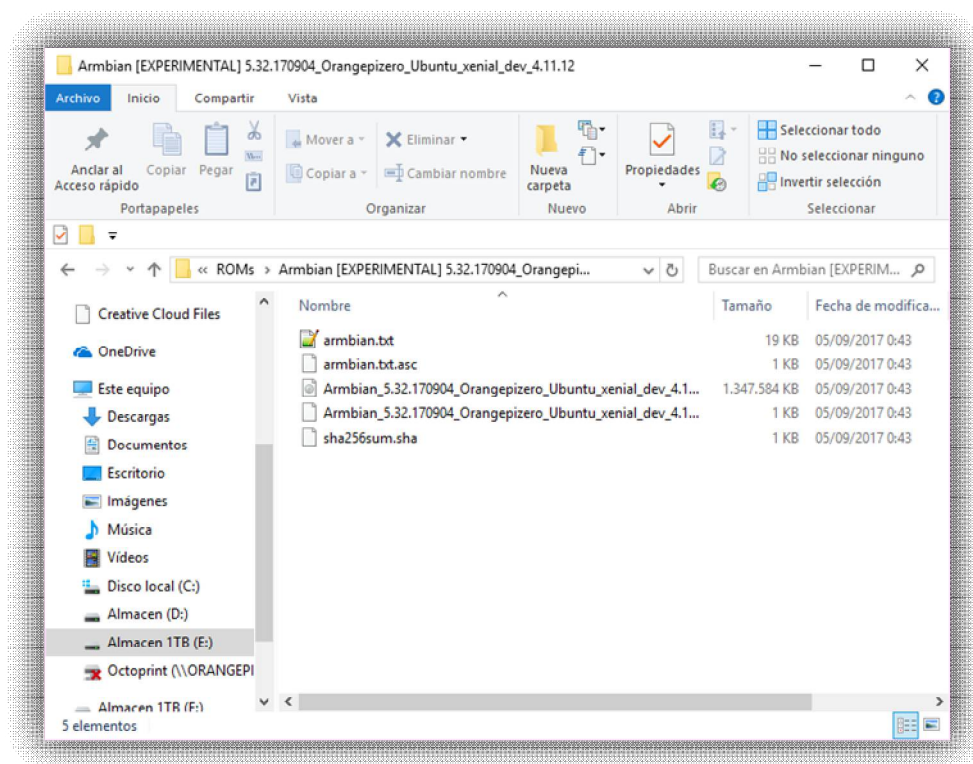 Armbian [EXPERIMENTAL] 5.32.170904_Orangepizero_Ubuntu_xenial_dev_4.11.12
Archivo Inicio Compartir Vista
Anclar al Acceso rápido
Copiar
Pegar
Portapapeles
Mover a
Copiar a
Eliminar
Cambiar nombre
Organizar
Nueva carpeta
Nuevo
Propiedades
Abrir
Seleccionar todo
No seleccionar ninguno
Invertir selección
Seleccionar
« ROMs > Armbian [EXPERIMENTAL] 5.32.170904_Orangepi...
Buscar en Armbian [EXPERIM...
Creative Cloud Files
OneDrive
Este equipo
Descargas
Documentos
Escritorio
Imágenes
Música
Vídeos
Disco local (C:)
Almacen (D:)
Almacen 1TB (E:)
Octoprint (\\ORANGEPI
Almacen 1TB (E:)
Nombre Tamaño Fecha de modifica...
armbian.txt 19 KB 05/09/2017 0:43
armbian.txt.asc 1 KB 05/09/2017 0:43
Armbian_5.32.170904_Orangepizero_Ubuntu_xenial_dev_4.1... 1.347.584 KB 05/09/2017 0:43
Armbian_5.32.170904_Orangepizero_Ubuntu_xenial_dev_4.1... 1 KB 05/09/2017 0:43
sha256sum.sha 1 KB 05/09/2017 0:43
5 elementos